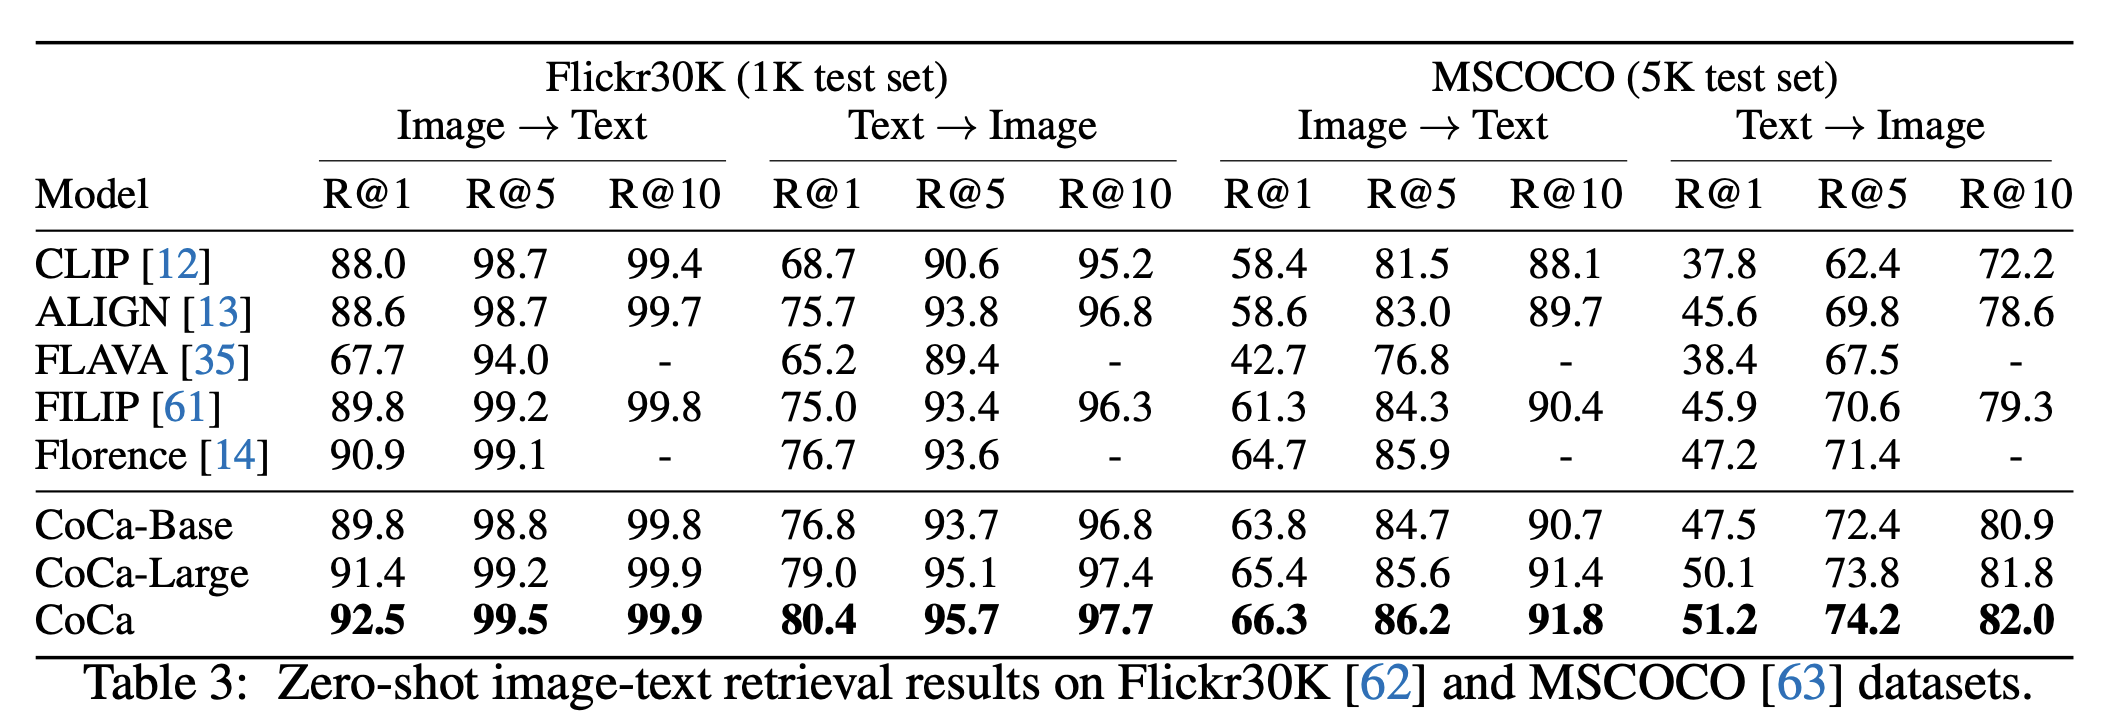 Flickr30K (1K test set) MSCOCO (5K test set)
Image → Text Text → Image Image → Text Text → Image
Model R@1 R@5 R@10 R@1 R@5 R@10 R@1 R@5 R@10 R@1 R@5 R@10
CLIP [12] 88.0 98.7 99.4 68.7 90.6 95.2 58.4 81.5 88.1 37.8 62.4 72.2
ALIGN [13] 88.6 98.7 99.7 75.7 93.8 96.8 58.6 83.0 89.7 45.6 69.8 78.6
FLAVA [35] 67.7 94.0 - 65.2 89.4 - 42.7 76.8 - 38.4 67.5 -
FILIP [61] 89.8 99.2 99.8 75.0 93.4 96.3 61.3 84.3 90.4 45.9 70.6 79.3
Florence [14] 90.9 99.1 - 76.7 93.6 - 64.7 85.9 - 47.2 71.4 -
CoCa-Base 89.8 98.8 99.8 76.8 93.7 96.8 63.8 84.7 90.7 47.5 72.4 80.9
CoCa-Large 91.4 99.2 99.9 79.0 95.1 97.4 65.4 85.6 91.4 50.1 73.8 81.8
CoCa 92.5 99.5 99.9 80.4 95.7 97.7 66.3 86.2 91.8 51.2 74.2 82.0
Table 3: Zero-shot image-text retrieval results on Flickr30K [62] and MSCOCO [63] datasets.